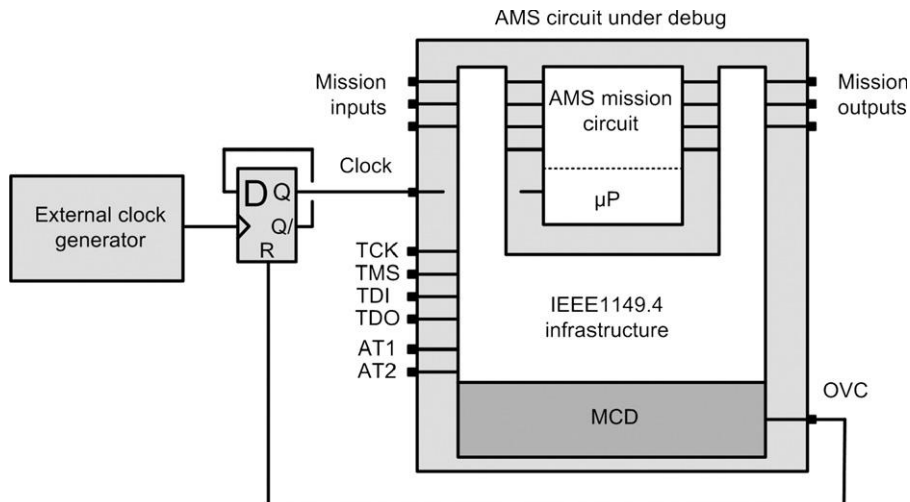 AMS circuit under debug
Mission
inputs
AMS mission
circuit
Mission
outputs
Clock
External clock
generator
D
Q
Q/
R
µP
TCK
TMS
TDI
TDO
AT1
AT2
IEEE1149.4
infrastructure
OVC
MCD